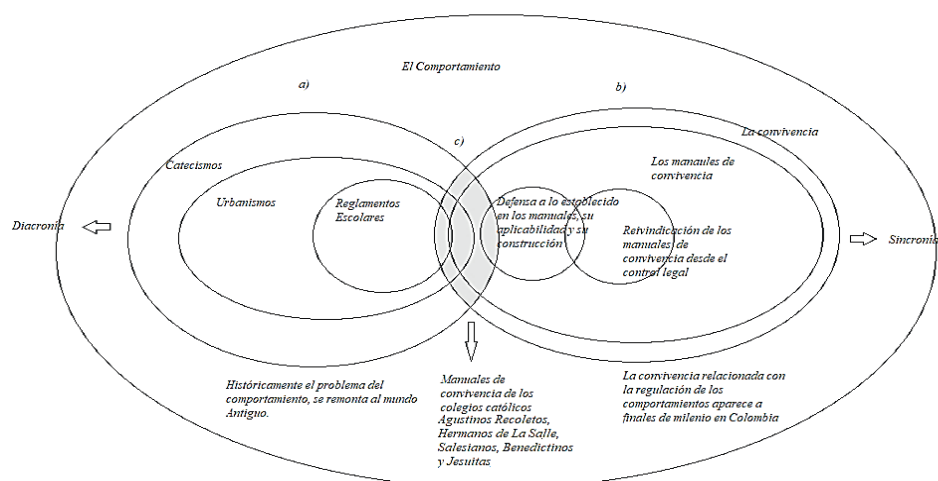 El Comportamiento
a)
b)
c)
La convivencia
Catecismos
Los manaules de
convivencia
Urbanismos
Reglamentos
Escolares
Defensa a lo establecido
en los manuales, su
aplicabilidad y su
construcción
Reivindicación de los
manuales de
convivencia desde el
control legal
Diacronía
Sincronía
Históricamente el problema del
comportamiento, se remonta al mundo
Antiguo.
Manuales de
convivencia de los
colegios católicos
Agustinos Recoletos,
Hermanos de La Salle,
Salesianos, Benedictinos
y Jesuitas
La convivencia relacionada con
la regulación de los
comportamientos aparece a
finales de milenio en Colombia